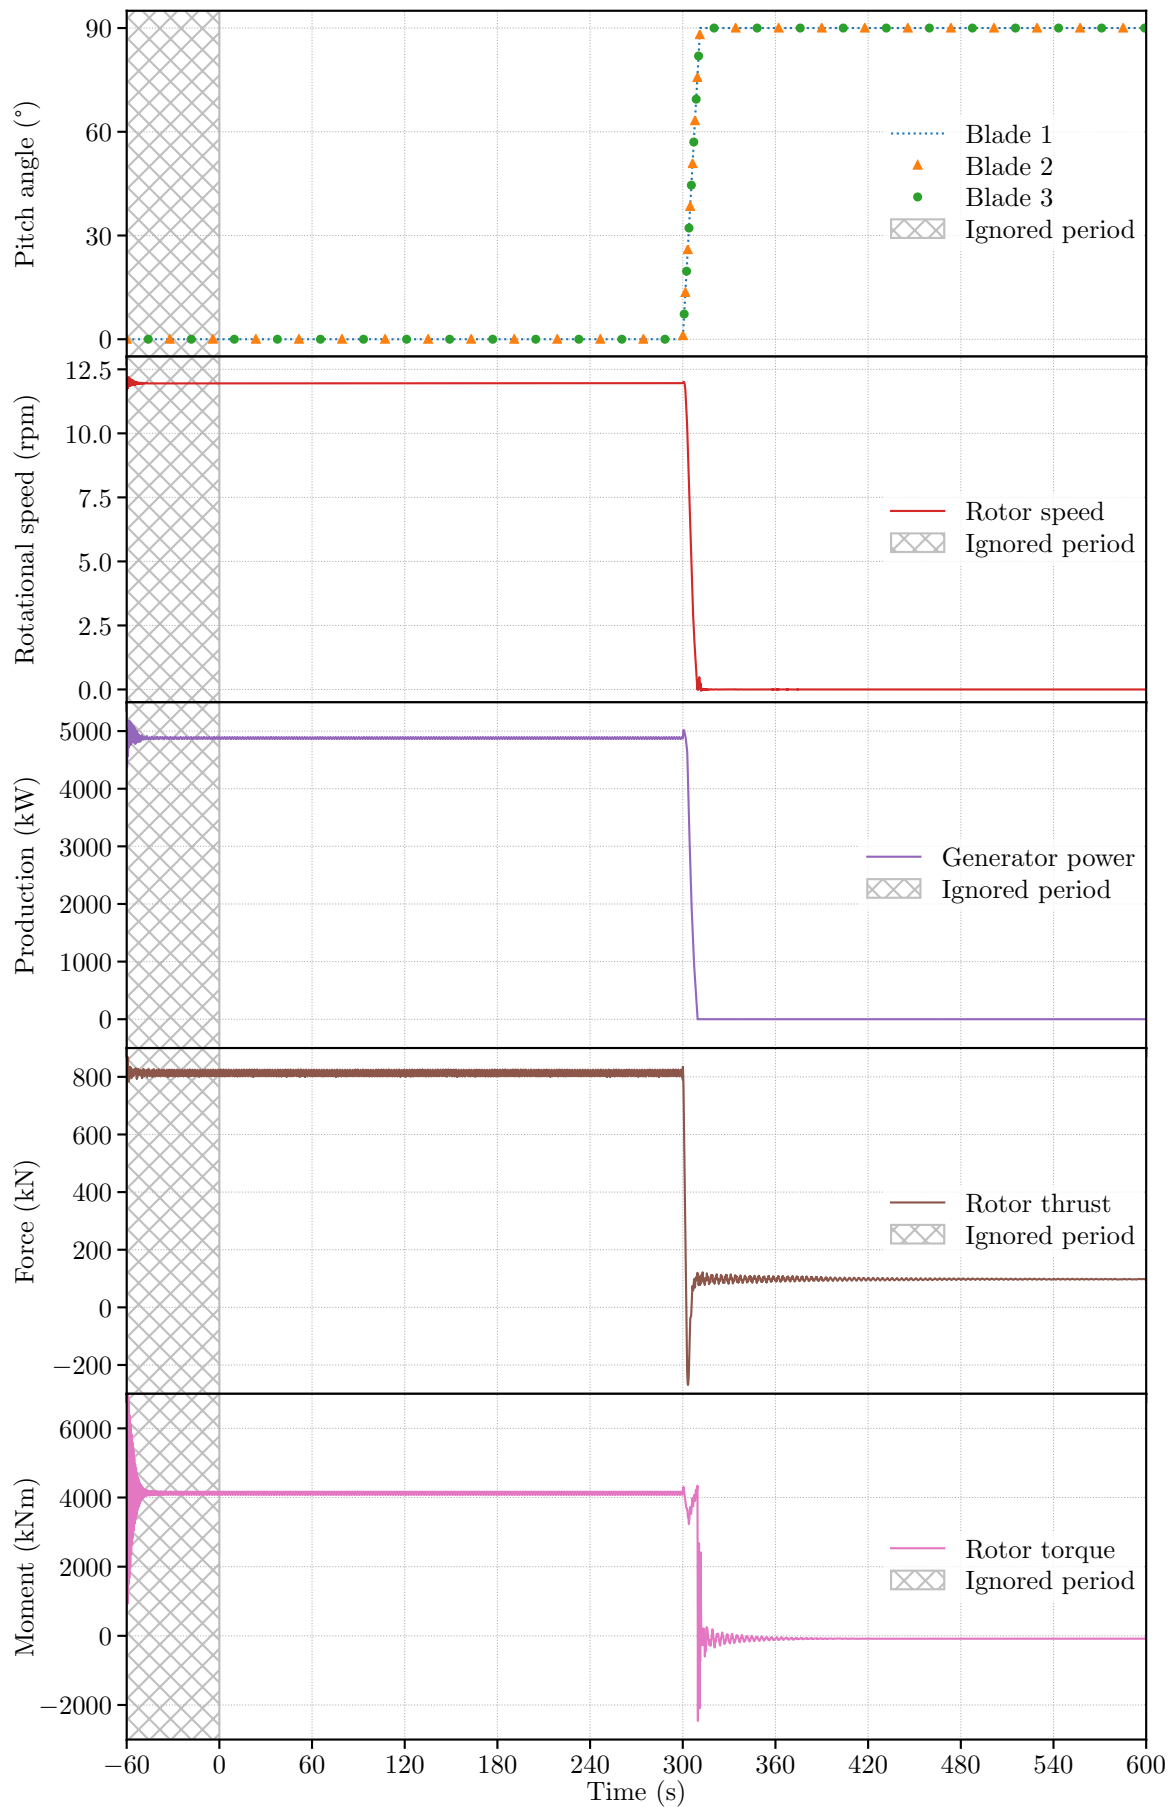 Pitch angle (°)
90
60
30
0
Blade 1
Blade 2
Blade 3
Ignored period
Rotational speed (rpm)
12.5
10.0
7.5
5.0
2.5
0.0
Rotor speed
Ignored period
Production (kW)
5000
4000
3000
2000
1000
0
Generator power
Ignored period
Force (kN)
800
600
400
200
0
−200
Rotor thrust
Ignored period
Moment (kNm)
6000
4000
2000
0
−2000
Rotor torque
Ignored period
−60 0 60 120 180 240 300 360 420 480 540 600
Time (s)